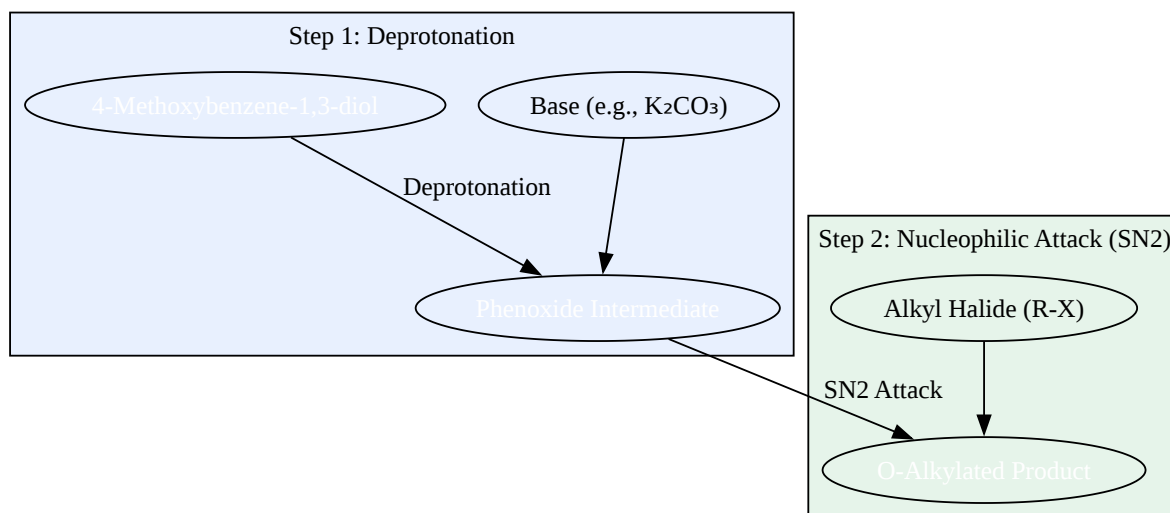 Step 1: Deprotonation
4-Methoxybenzene-1,3-diol
Base (e.g., K₂CO₃)
Deprotonation
Phenoxide Intermediate
Step 2: Nucleophilic Attack (SN2)
Alkyl Halide (R-X)
SN2 Attack
O-Alkylated Product